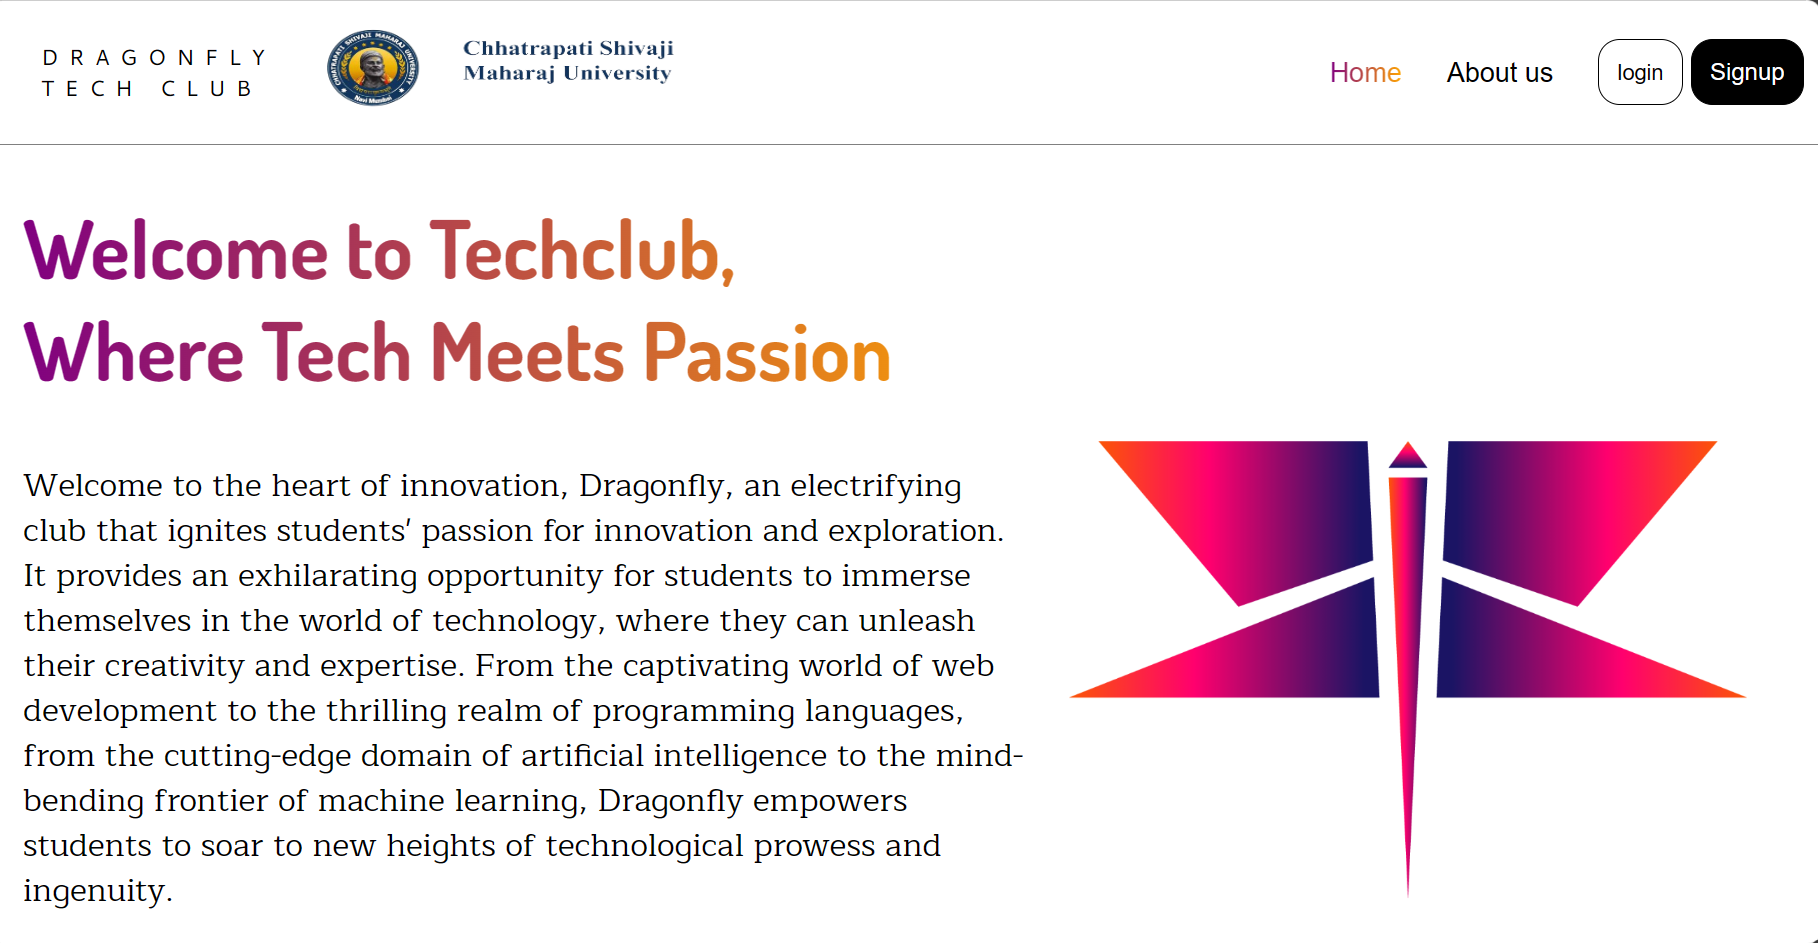 DRAGONFLY
TECH CLUB
CHHATRAPATI SHIVAJI MAHARAJ UNIVERSITY
Navi Mumbai
Chhatrapati Shivaji
Maharaj University
Home
About us
login
Signup
Welcome to Techclub,
Where Tech Meets Passion
Welcome to the heart of innovation, Dragonfly, an electrifying
club that ignites students' passion for innovation and exploration.
It provides an exhilarating opportunity for students to immerse
themselves in the world of technology, where they can unleash
their creativity and expertise. From the captivating world of web
development to the thrilling realm of programming languages,
from the cutting-edge domain of artificial intelligence to the mind-
bending frontier of machine learning, Dragonfly empowers
students to soar to new heights of technological prowess and
ingenuity.